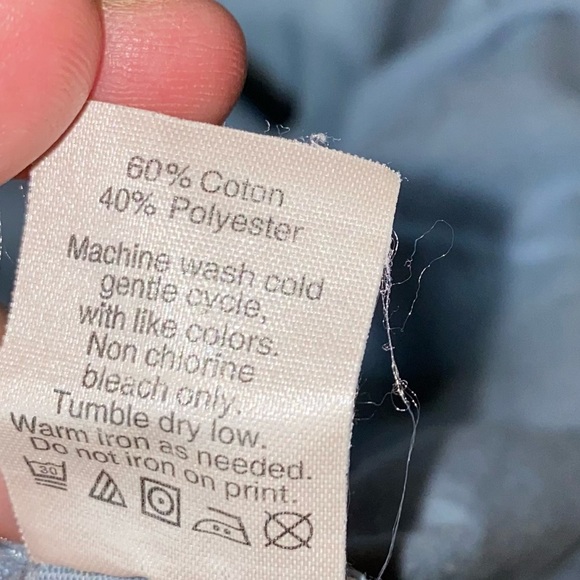 60% Coton
40% Polyester
Machine wash cold
gentle cycle,
with like colors.
Non chlorine
bleach only.
Tumble dry low.
Warm iron as needed.
Do not iron on print.
30